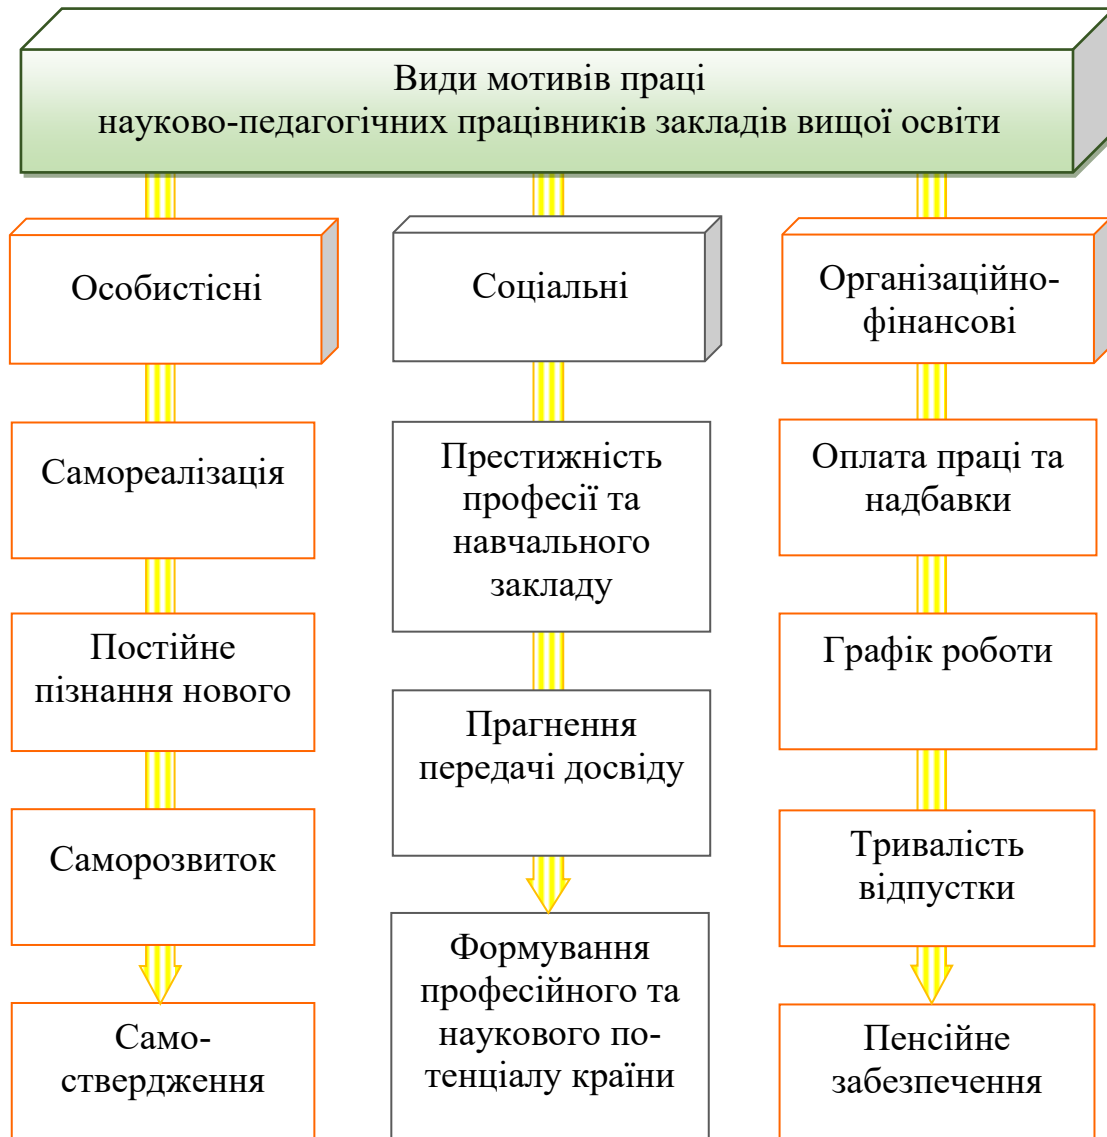 Види мотивів праці
науково-педагогічних працівників закладів вищої освіти
Особистісні
Соціальні
Організаційно-
фінансові
Самореалізація
Постійне
пізнання нового
Саморозвиток
Само-
ствердження
Престижність
професії та
навчального
закладу
Прагнення
передачі досвіду
Формування
професійного та
наукового по-
тенціалу країни
Оплата праці та
надбавки
Графік роботи
Тривалість
відпустки
Пенсійне
забезпечення